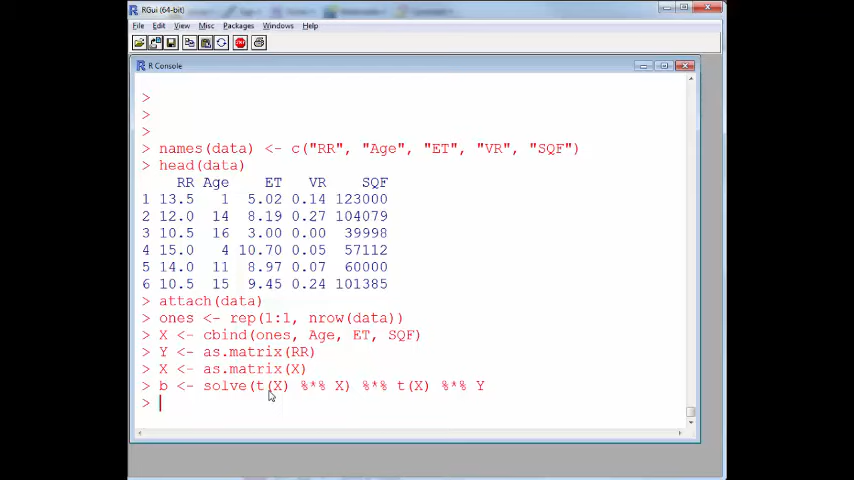 RGui (64-bit)
File Edit View Misc Packages Windows Help
STOP
R Console
>
>
>
> names(data) <- c("RR", "Age", "ET", "VR", "SQF")
> head(data)
RR Age ET VR SQF
1 13.5 1 5.02 0.14 123000
2 12.0 14 8.19 0.27 104079
3 10.5 16 3.00 0.00 39998
4 15.0 4 10.70 0.05 57112
5 14.0 11 8.97 0.07 60000
6 10.5 15 9.45 0.24 101385
> attach(data)
> ones <- rep(1:1, nrow(data))
> X <- cbind(ones, Age, ET, SQF)
> Y <- as.matrix(RR)
> X <- as.matrix(X)
> b <- solve(t(X) %*% X) %*% t(X) %*% Y
>